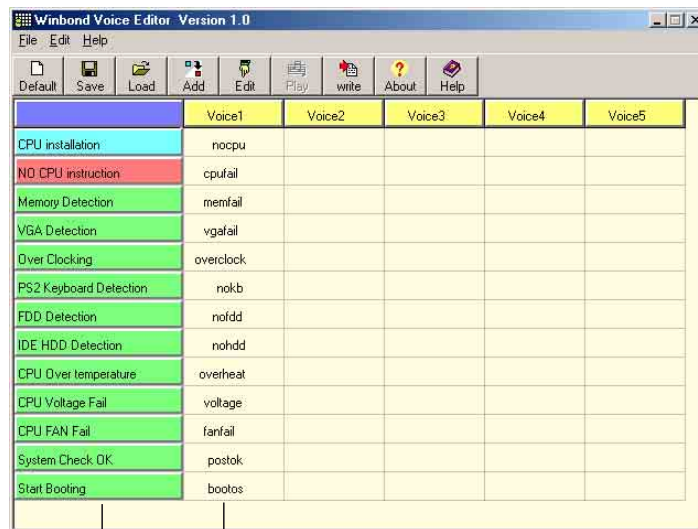 Winbond Voice Editor Version 1.0
File Edit Help
Default Save Load Add Edit Play write About Help
Voice1 Voice2 Voice3 Voice4 Voice5
CPU installation nocpu
NO CPU instruction cpufail
Memory Detection memfail
VGA Detection vgafail
Over Clocking overclock
PS2 Keyboard Detection nokb
FDD Detection nofdd
IDE HDD Detection nohdd
CPU Over temperature overheat
CPU Voltage Fail voltage
CPU FAN Fail fanfail
System Check OK postok
Start Booting bootos